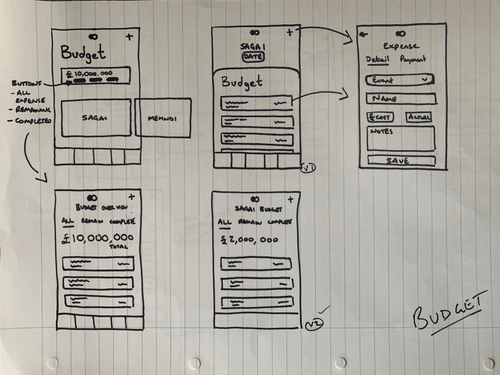 BUTTONS
- ALL
EXPENSE
- REMAINING
- COMPLETED
+
Budget
£10,000,000
SAGAI
MEHNDI
+
SAGAI
DATE
Budget
V1
Expense
Detail Payment
Event
Name
£COST
ACTUAL
NOTES
SAVE
+
BUDGET OVERVIEW
ALL REMAIN COMPLETE
£10,000,000
TOTAL
+
SAGAI BUDGET
ALL REMAIN COMPLETE
£2,000,000
V2
BUDGET